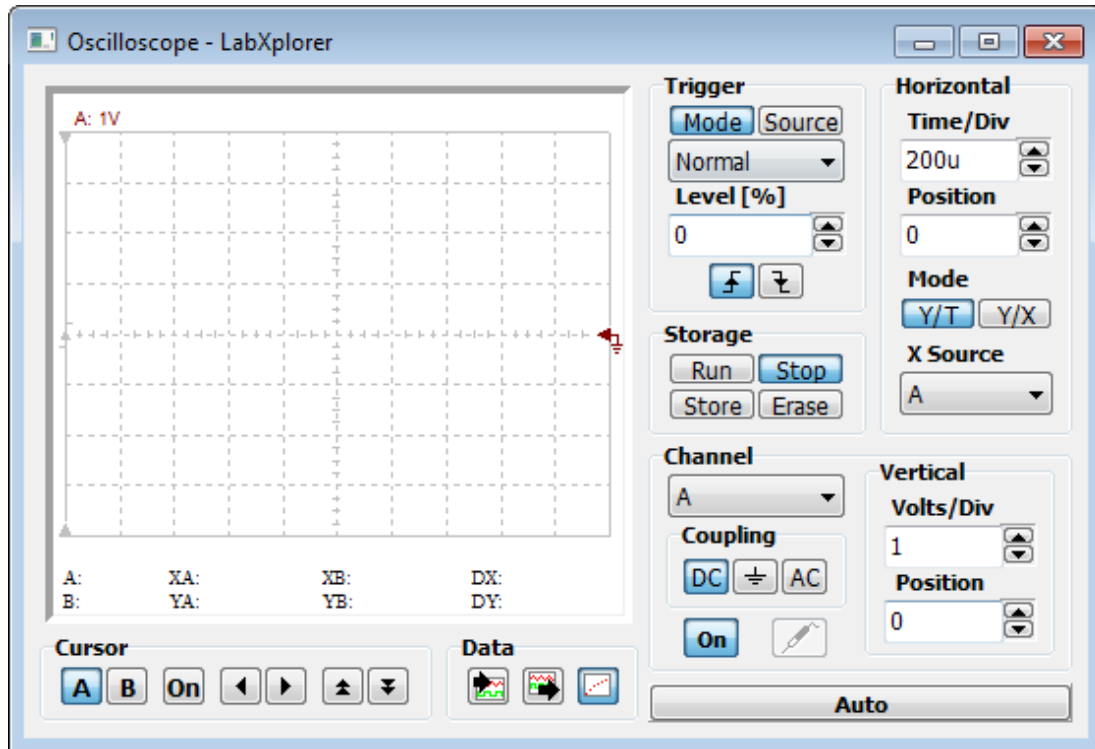 Oscilloscope - LabXplorer
A: 1V
A: XA: XB: DX:
B: YA: YB: DY:
Cursor
A B On
Data
Trigger
Mode Source
Normal
Level [%]
0
Storage
Run Stop
Store Erase
Horizontal
Time/Div
200u
Position
0
Mode
Y/T Y/X
X Source
A
Channel
A
Coupling
DC AC
On
Vertical
Volts/Div
1
Position
0
Auto